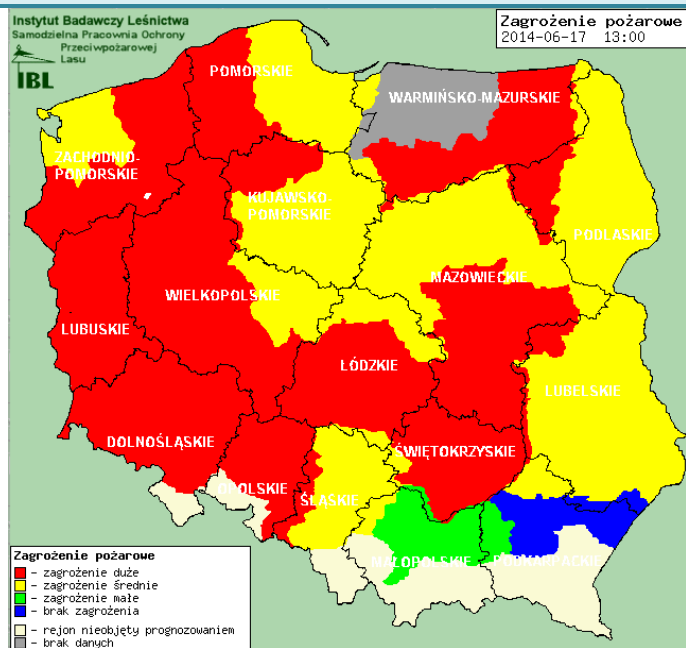 Instytut Badawczy Leśnictwa
Samodzielna Pracownia Ochrony
Przeciwpożarowej
Lasu
IBL
Zagrożenie pożarowe
2014-06-17 13:00
POMORSKIE
WARMIŃSKO-MAZURSKIE
ZACHODNIO-
POMORSKIE
KUJAWSKO-
POMORSKIE
PODLASKIE
MAZOWIECKIE
WIELKOPOLSKIE
LUBUSKIE
ŁÓDZKIE
LUBELSKIE
DOLNOŚLĄSKIE
ŚWIĘTOKRZYSKIE
OPOLSKIE
ŚLĄSKIE
MAŁOPOLSKIE
PODKARPACKIE
Zagrożenie pożarowe
- zagrożenie duże
- zagrożenie średnie
- zagrożenie małe
- brak zagrożenia
- rejon nieobjęty prognozowaniem
- brak danych